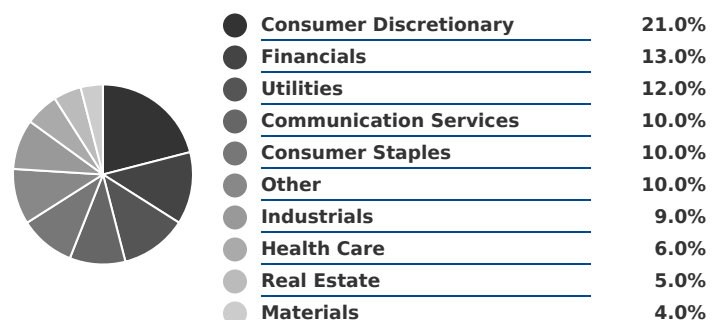 Consumer Discretionary 21.0%
Financials 13.0%
Utilities 12.0%
Communication Services 10.0%
Consumer Staples 10.0%
Other 10.0%
Industrials 9.0%
Health Care 6.0%
Real Estate 5.0%
Materials 4.0%